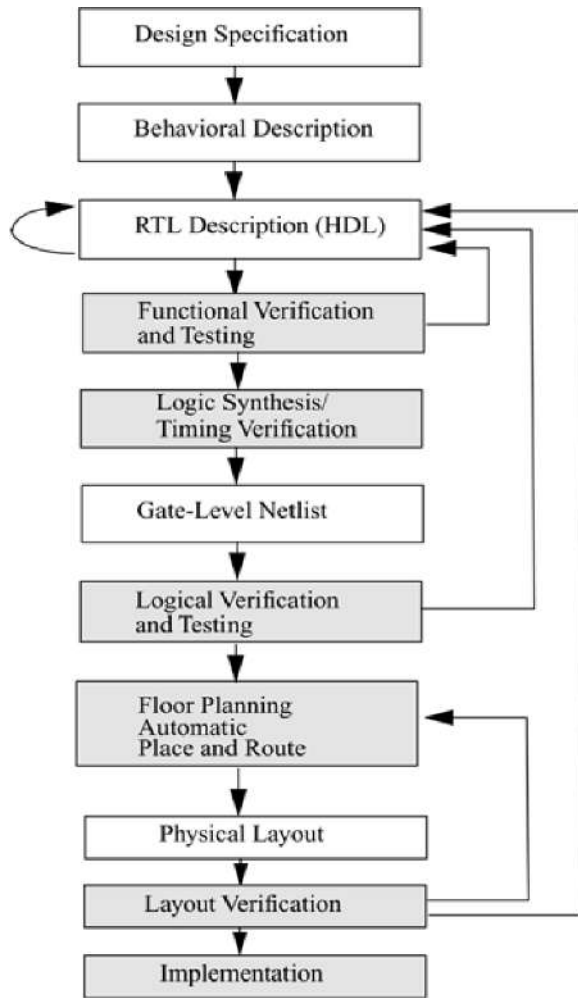 Design Specification
Behavioral Description
RTL Description (HDL)
Functional Verification
and Testing
Logic Synthesis/
Timing Verification
Gate-Level Netlist
Logical Verification
and Testing
Floor Planning
Automatic
Place and Route
Physical Layout
Layout Verification
Implementation